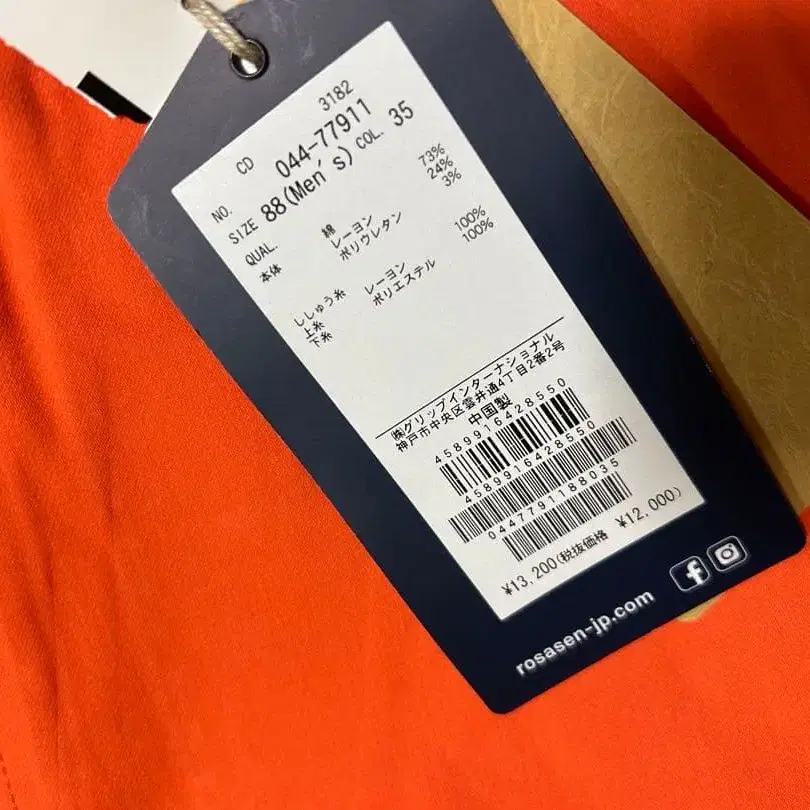 3182
CD
NO. 044-77911
SIZE 88(Men's) COL. 35
QUAL.
本体 綿 73%
レーヨン 24%
ポリウレタン 3%
ししゅう糸
上糸 レーヨン 100%
下糸 ポリエステル 100%
㈱グリップインターナショナル
神戸市中央区雲井通4丁目2番2号
中国製
4589916428550
4589916428550
0447791188035
¥13,200(税抜価格 ¥12,000)
rosasen-jp.com